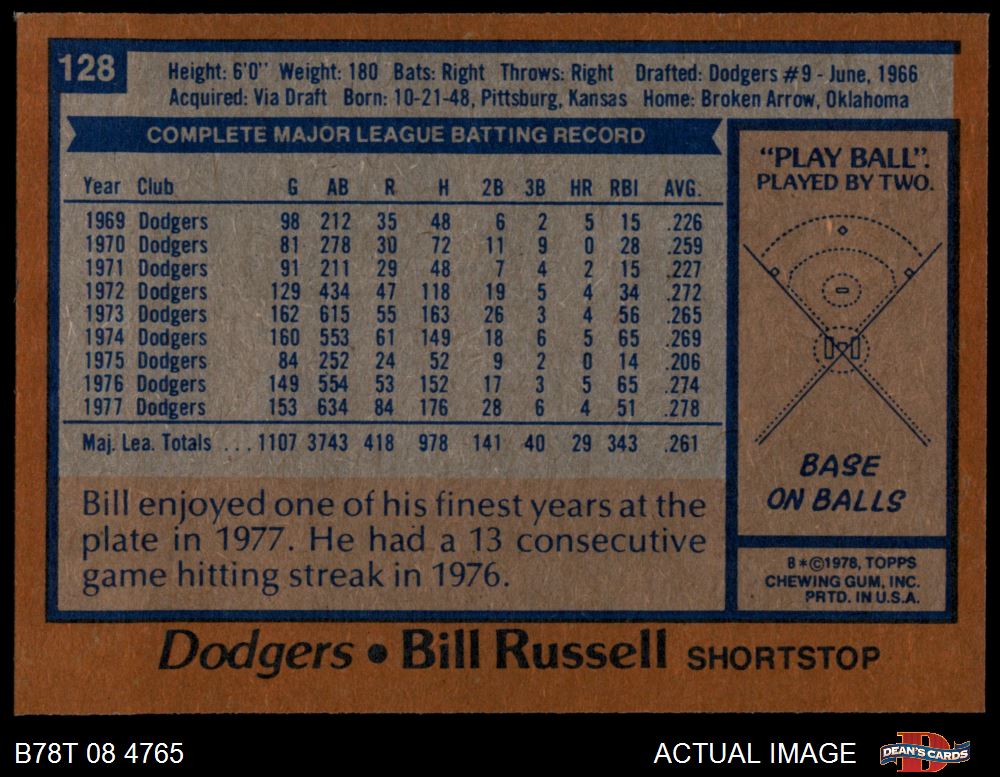 128
Height: 6'0" Weight: 180 Bats: Right Throws: Right Drafted: Dodgers #9 - June, 1966
Acquired: Via Draft Born: 10-21-48, Pittsburg, Kansas Home: Broken Arrow, Oklahoma
COMPLETE MAJOR LEAGUE BATTING RECORD
Year Club G AB R H 2B 3B HR RBI AVG.
1969 Dodgers 98 212 35 48 6 2 5 15 .226
1970 Dodgers 81 278 30 72 11 9 0 28 .259
1971 Dodgers 91 211 29 48 7 4 2 15 .227
1972 Dodgers 129 434 47 118 19 5 4 34 .272
1973 Dodgers 162 615 55 163 26 3 4 56 .265
1974 Dodgers 160 553 61 149 18 6 5 65 .269
1975 Dodgers 84 252 24 52 9 2 0 14 .206
1976 Dodgers 149 554 53 152 17 3 5 65 .274
1977 Dodgers 153 634 84 176 28 6 4 51 .278
Maj. Lea. Totals ... 1107 3743 418 978 141 40 29 343 .261
Bill enjoyed one of his finest years at the
plate in 1977. He had a 13 consecutive
game hitting streak in 1976.
"PLAY BALL".
PLAYED BY TWO.
BASE
ON BALLS
B*©1978, TOPPS
CHEWING GUM, INC.
PRTD. IN U.S.A.
Dodgers • Bill Russell SHORTSTOP
B78T 08 4765
ACTUAL IMAGE
DEAN'S CARDS